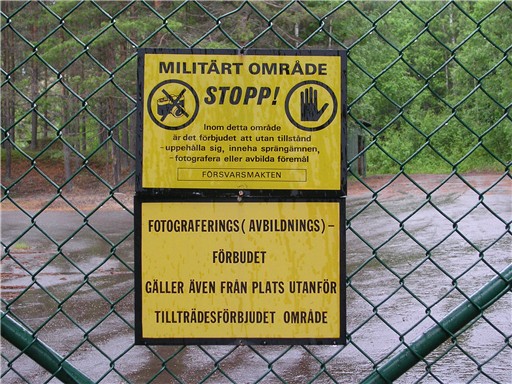 MILITÄRT OMRÅDE
STOPP!
Inom detta område
är det förbjudet att utan tillstånd
-uppehålla sig, inneha sprängämnen,
-fotografera eller avbilda föremål
FÖRSVARSMAKTEN
FOTOGRAFERINGS(AVBILDNINGS)-
FÖRBUDET
GÄLLER ÄVEN FRÅN PLATS UTANFÖR
TILLTRÄDESFÖRBJUDET OMRÅDE